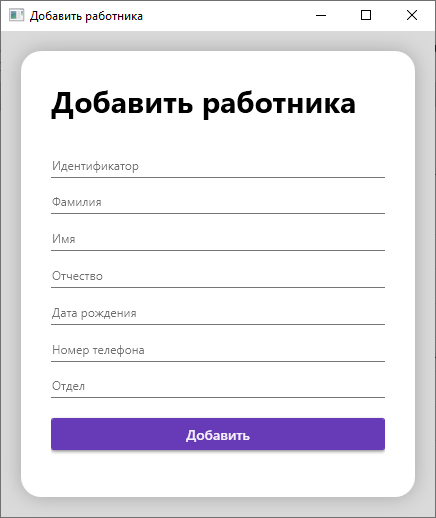 Добавить работника
Добавить работника
Идентификатор
Фамилия
Имя
Отчество
Дата рождения
Номер телефона
Отдел
Добавить